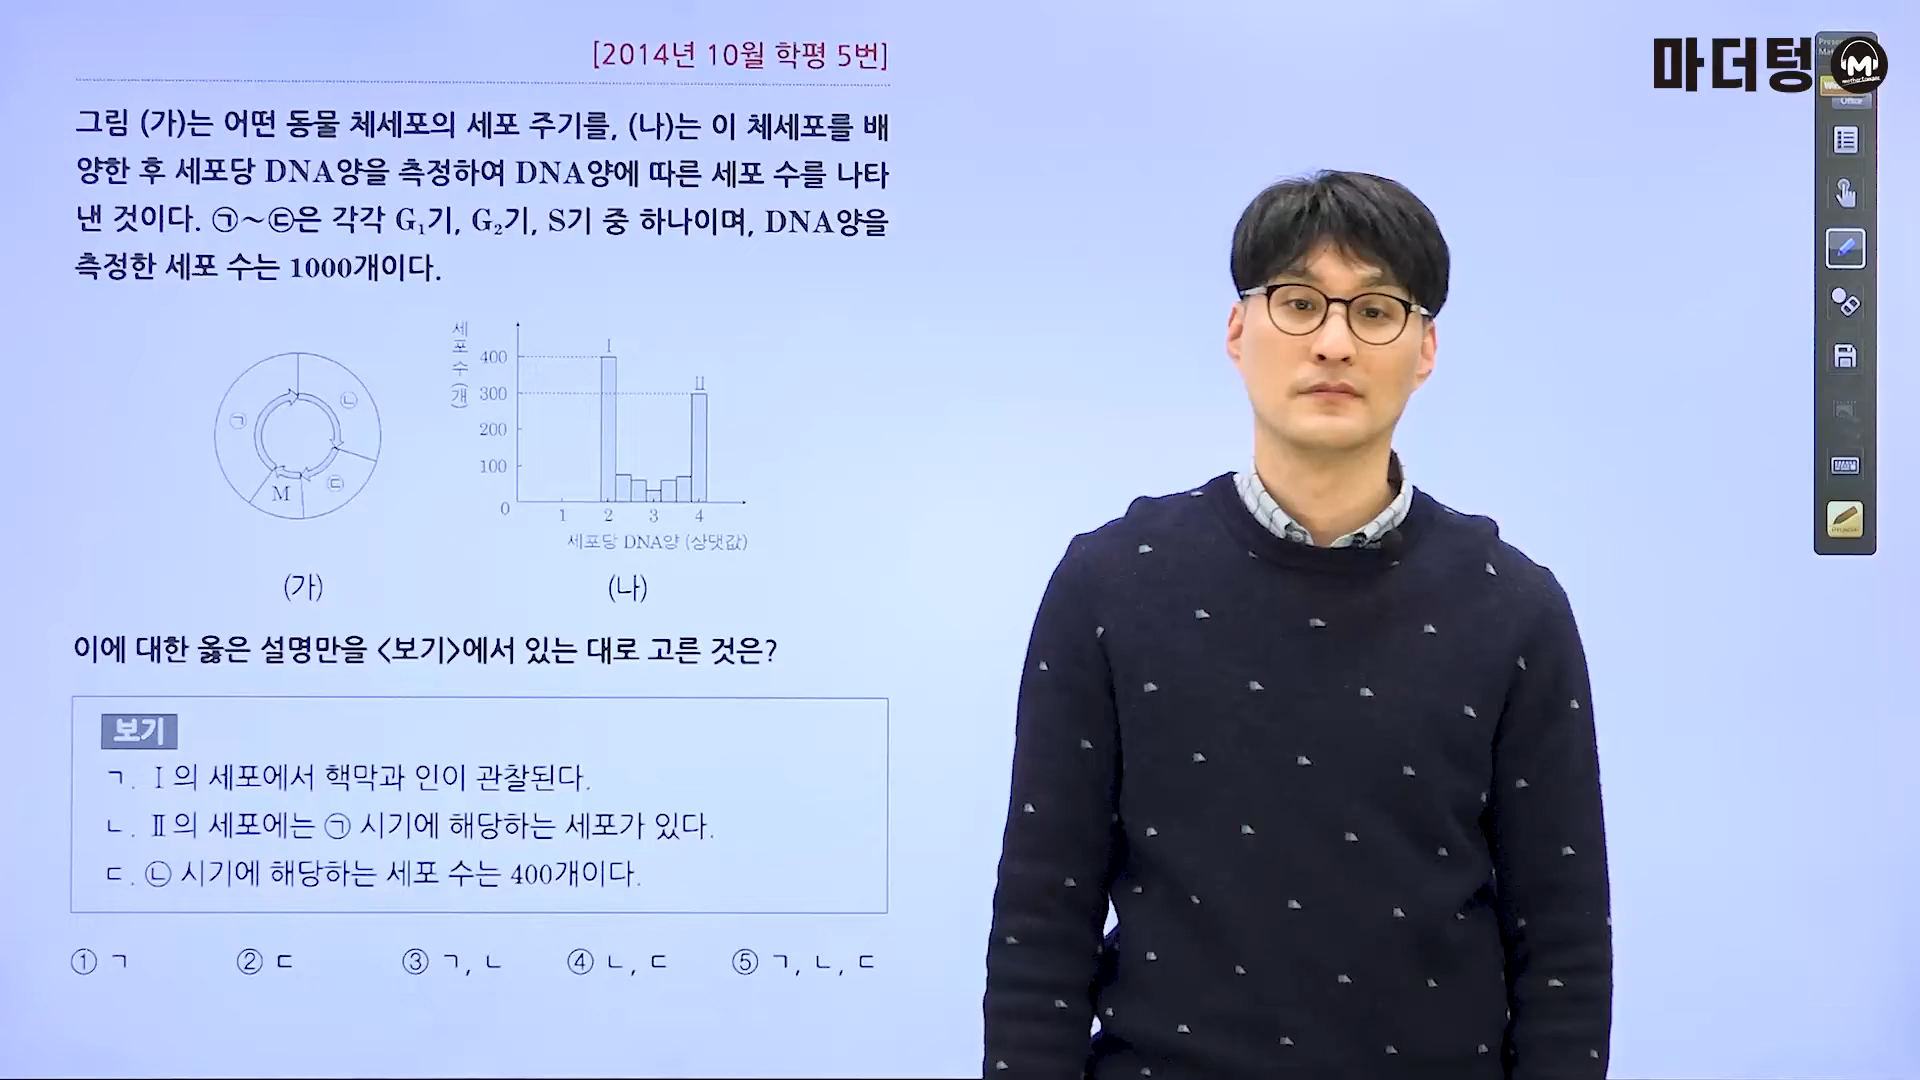 [2014년 10월 학평 5번]
마더텅
M
그림 (가)는 어떤 동물 체세포의 세포 주기를, (나)는 이 체세포를 배
양한 후 세포당 DNA양을 측정하여 DNA양에 따른 세포 수를 나타
낸 것이다. ㉠~㉢은 각각 G₁기, G₂기, S기 중 하나이며, DNA양을
측정한 세포 수는 1000개이다.
㉠
㉡
㉢
M
(가)
세포 수 (개)
400
300
200
100
0
Ⅰ
Ⅱ
1 2 3 4
세포당 DNA양 (상댓값)
(나)
이에 대한 옳은 설명만을 <보기>에서 있는 대로 고른 것은?
보기
ㄱ. Ⅰ의 세포에서 핵막과 인이 관찰된다.
ㄴ. Ⅱ의 세포에는 ㉠ 시기에 해당하는 세포가 있다.
ㄷ. ㉡ 시기에 해당하는 세포 수는 400개이다.
① ㄱ ② ㄷ ③ ㄱ, ㄴ ④ ㄴ, ㄷ ⑤ ㄱ, ㄴ, ㄷ